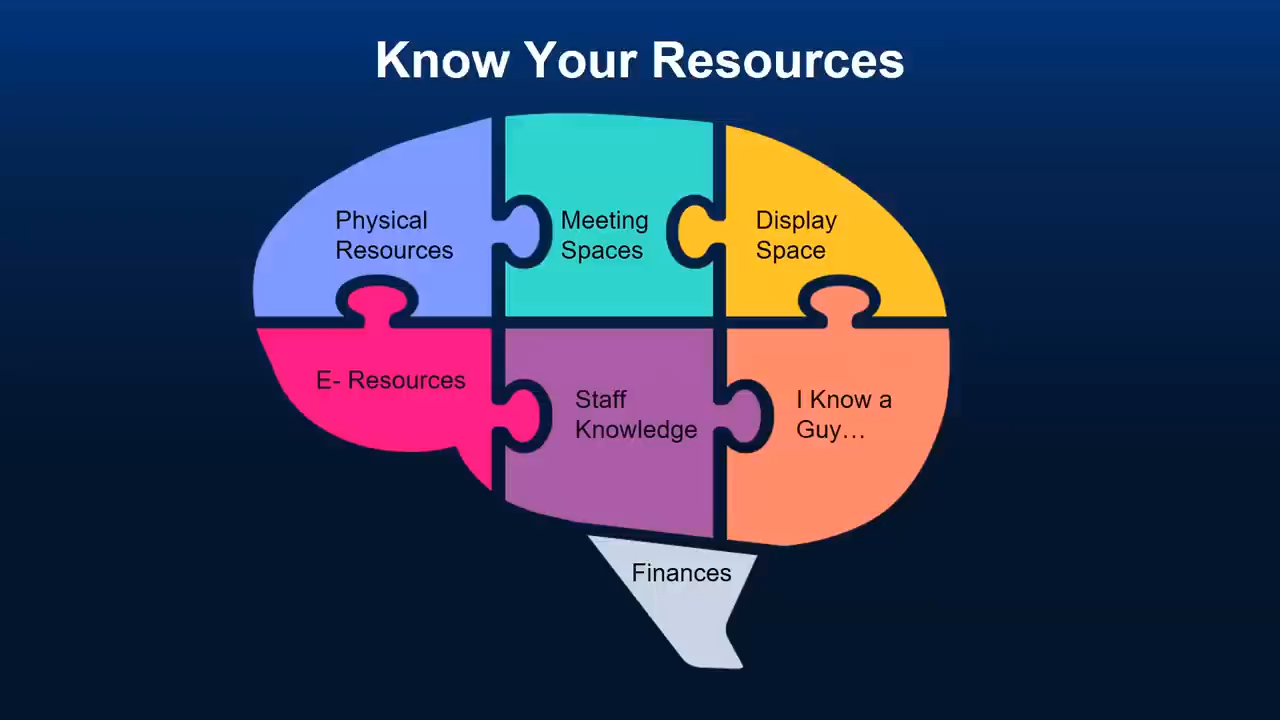 Know Your Resources
Physical
Resources
Meeting
Spaces
Display
Space
E- Resources
Staff
Knowledge
I Know a
Guy…
Finances